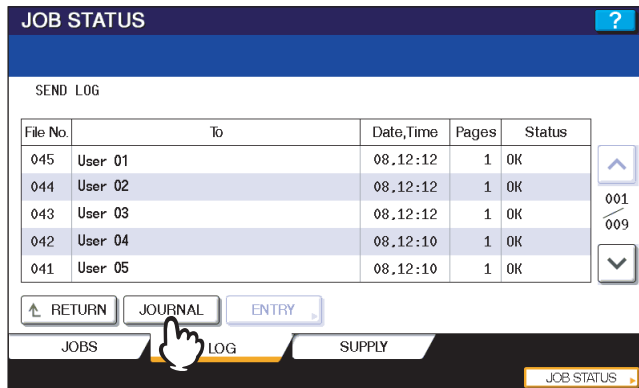 JOB STATUS ?
SEND LOG
File No. To Date,Time Pages Status
045 User 01 08.12:12 1 OK
044 User 02 08.12:12 1 OK
043 User 03 08.12:12 1 OK
042 User 04 08.12:10 1 OK
041 User 05 08.12:10 1 OK
001
009
RETURN JOURNAL ENTRY
JOBS LOG SUPPLY
JOB STATUS